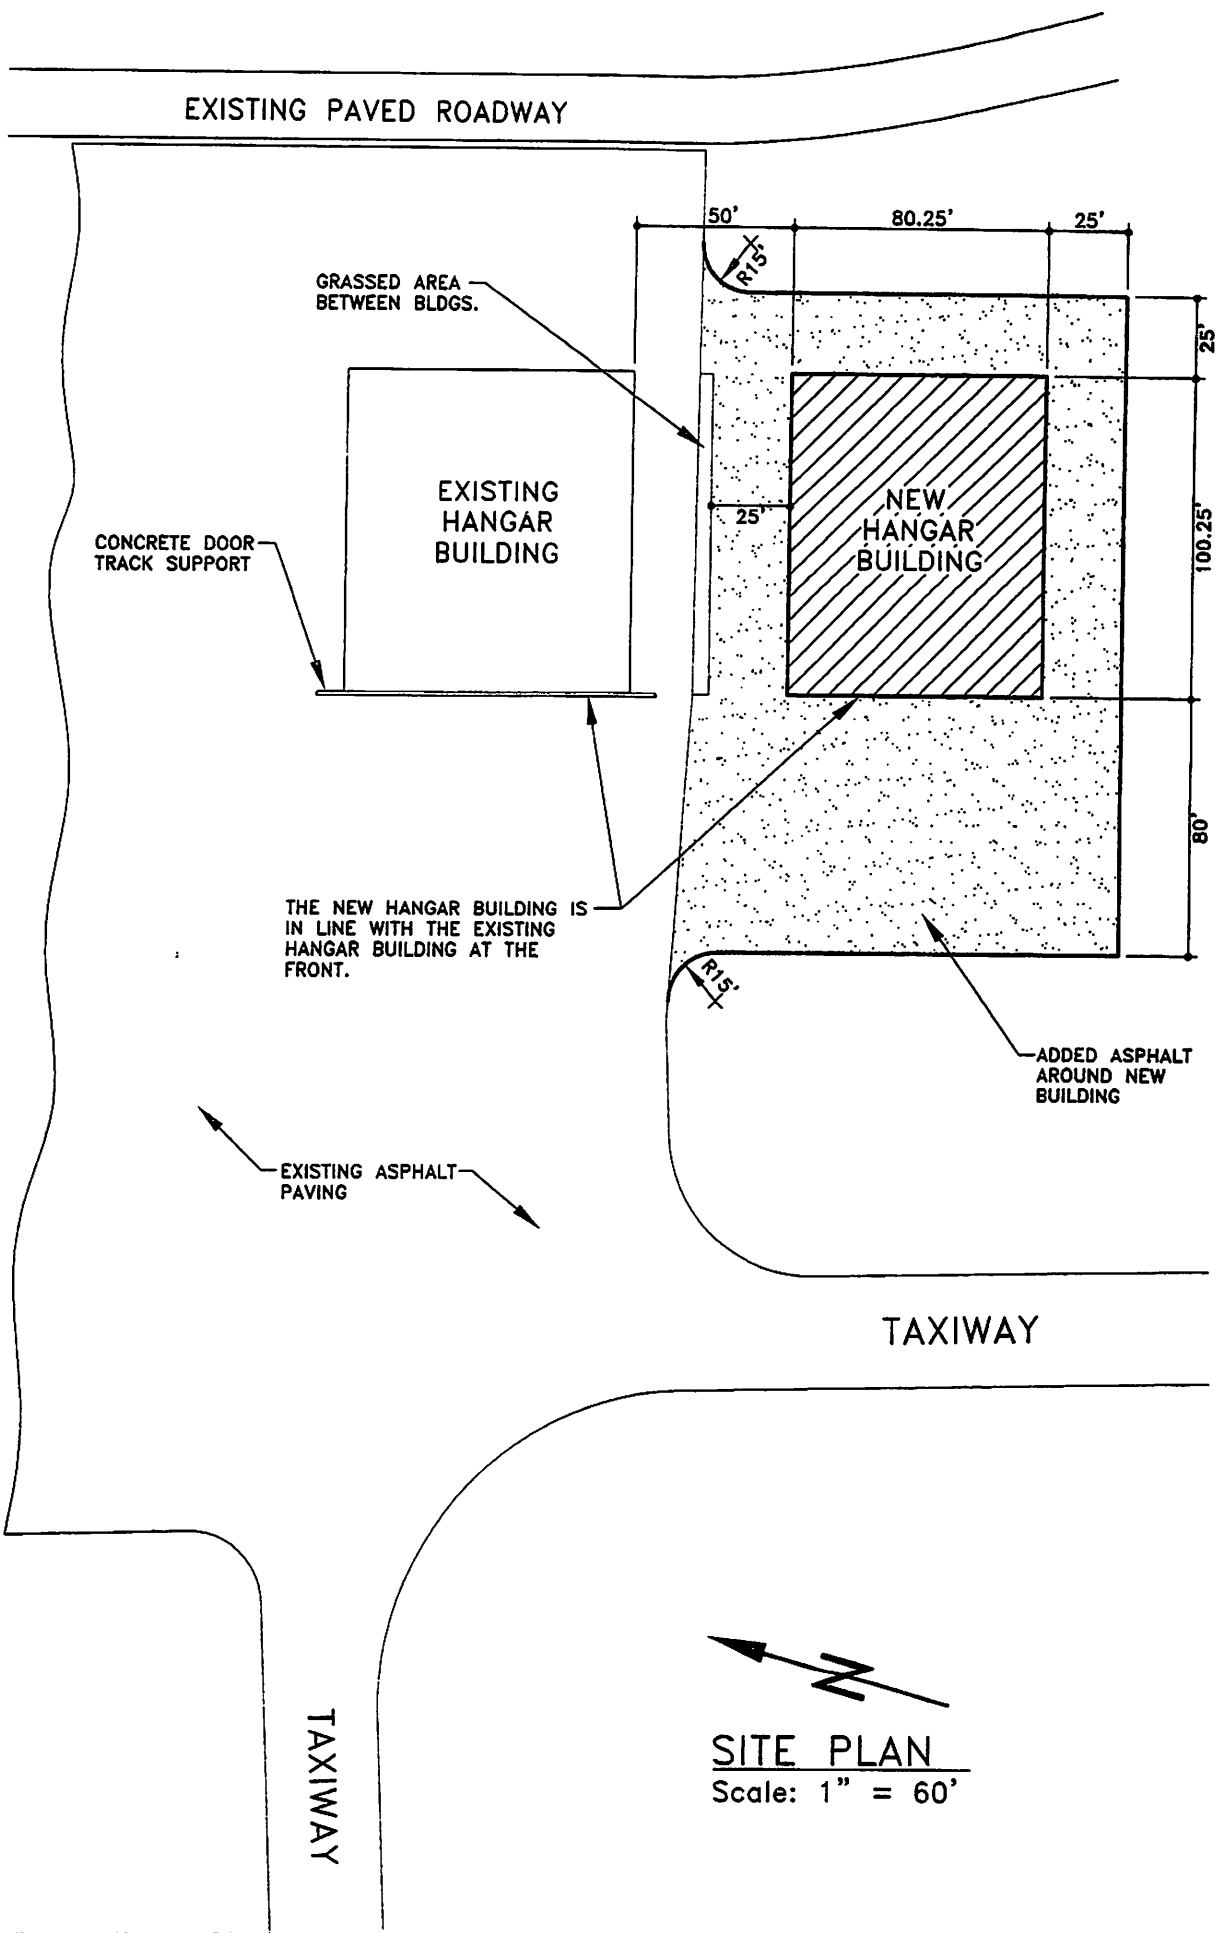 EXISTING PAVED ROADWAY
50'
80.25'
25'
R15'
GRASSED AREA
BETWEEN BLDGS.
25'
EXISTING
HANGAR
BUILDING
NEW
HANGAR
BUILDING
25'
100.25'
CONCRETE DOOR
TRACK SUPPORT
80'
THE NEW HANGAR BUILDING IS
IN LINE WITH THE EXISTING
HANGAR BUILDING AT THE
FRONT.
R15'
ADDED ASPHALT
AROUND NEW
BUILDING
EXISTING ASPHALT
PAVING
TAXIWAY
TAXIWAY
N
SITE PLAN
Scale: 1" = 60'